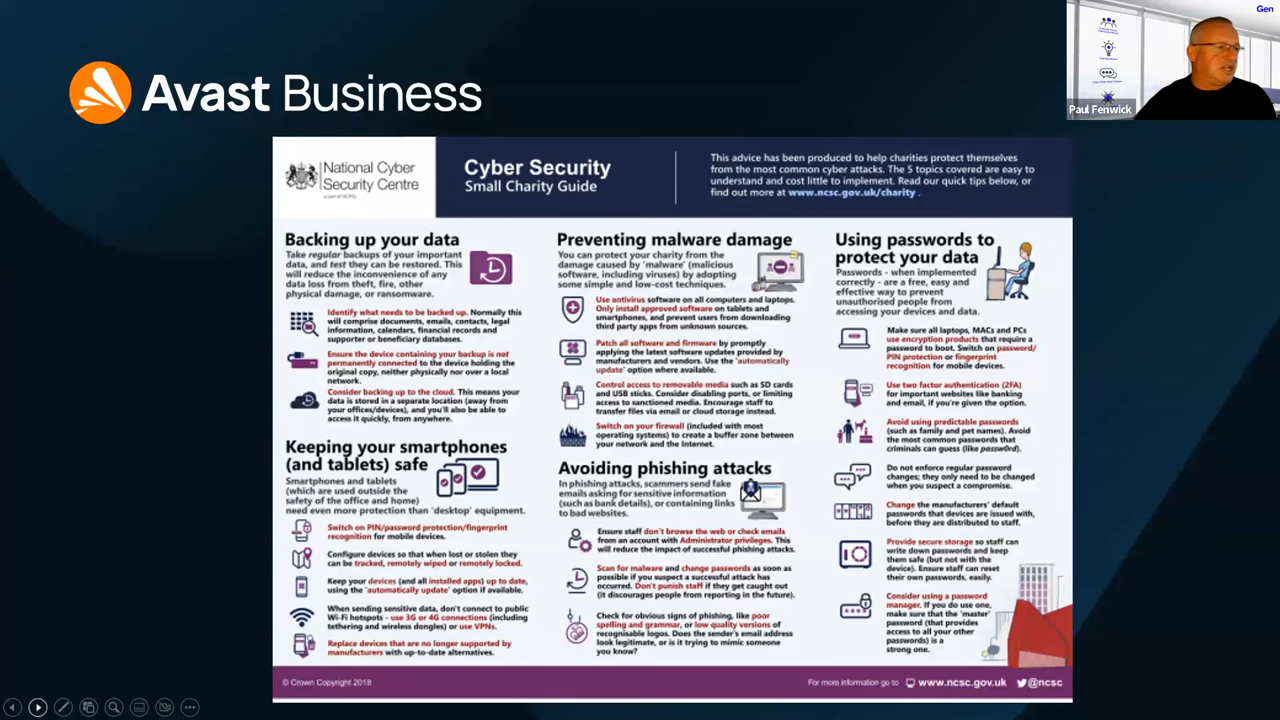 Avast Business
Gen
Paul Fenwick
National Cyber
Security Centre
Cyber Security
Small Charity Guide
This advice has been produced to help charities protect themselves
from the most common cyber attacks. The 5 topics covered are easy to
understand and cost little to implement. Read our quick tips below, or
find out more at www.ncsc.gov.uk/charity .
Backing up your data
Take regular backups of your important
data, and test they can be restored. This
will reduce the inconvenience of any
data loss from theft, fire, other
physical damage, or ransomware.
Identify what needs to be backed up. Normally this
will comprise documents, emails, contacts, legal
information, calendars, financial records and
supporter or beneficiary databases.
Ensure the device containing your backup is not
permanently connected to the device holding the
original copy, neither physically nor over a local
network.
Consider backing up to the cloud. This means your
data is stored in a separate location (away from
your offices/devices), and you'll also be able to
access it quickly, from anywhere.
Keeping your smartphones
(and tablets) safe
Smartphones and tablets
(which are used outside the
safety of the office and home)
need even more protection than 'desktop' equipment.
Switch on PIN/password protection/fingerprint
recognition for mobile devices.
Configure devices so that when lost or stolen they
can be tracked, remotely wiped or remotely locked.
Keep your devices (and all installed apps) up to date,
using the 'automatically update' option if available.
When sending sensitive data, don't connect to public
Wi-Fi hotspots - use 3G or 4G connections (including
tethering and wireless dongles) or use VPNs.
Replace devices that are no longer supported by
manufacturers with up-to-date alternatives.
Preventing malware damage
You can protect your charity from the
damage caused by 'malware' (malicious
software, including viruses) by adopting
some simple and low-cost techniques.
Use antivirus software on all computers and laptops.
Only install approved software on tablets and
smartphones, and prevent users from downloading
third party apps from unknown sources.
Patch all software and firmware by promptly
applying the latest software updates provided by
manufacturers and vendors. Use the 'automatically
update' option where available.
Control access to removable media such as SD cards
and USB sticks. Consider disabling ports, or limiting
access to sanctioned media. Encourage staff to
transfer files via email or cloud storage instead.
Switch on your firewall (included with most
operating systems) to create a buffer zone between
your network and the Internet.
Avoiding phishing attacks
In phishing attacks, scammers send fake
emails asking for sensitive information
(such as bank details), or containing links
to bad websites.
Ensure staff don't browse the web or check emails
from an account with Administrator privileges. This
will reduce the impact of successful phishing attacks.
Scan for malware and change passwords as soon as
possible if you suspect a successful attack has
occurred. Don't punish staff if they get caught out
(it discourages people from reporting in the future).
Check for obvious signs of phishing, like poor
spelling and grammar, or low quality versions of
recognisable logos. Does the sender's email address
look legitimate, or is it trying to mimic someone
you know?
Using passwords to
protect your data
Passwords - when implemented
correctly - are a free, easy and
effective way to prevent
unauthorised people from
accessing your devices and data.
Make sure all laptops, MACs and PCs
use encryption products that require a
password to boot. Switch on password/
PIN protection or fingerprint
recognition for mobile devices.
Use two factor authentication (2FA)
for important websites like banking
and email, if you're given the option.
Avoid using predictable passwords
(such as family and pet names). Avoid
the most common passwords that
criminals can guess (like passw0rd).
Do not enforce regular password
changes; they only need to be changed
when you suspect a compromise.
Change the manufacturers' default
passwords that devices are issued with,
before they are distributed to staff.
Provide secure storage so staff can
write down passwords and keep
them safe (but not with the
device). Ensure staff can reset
their own passwords, easily.
Consider using a password
manager. If you do use one,
make sure that the 'master'
password (that provides
access to all your other
passwords) is a
strong one.
© Crown Copyright 2018
For more information go to www.ncsc.gov.uk @ncsc